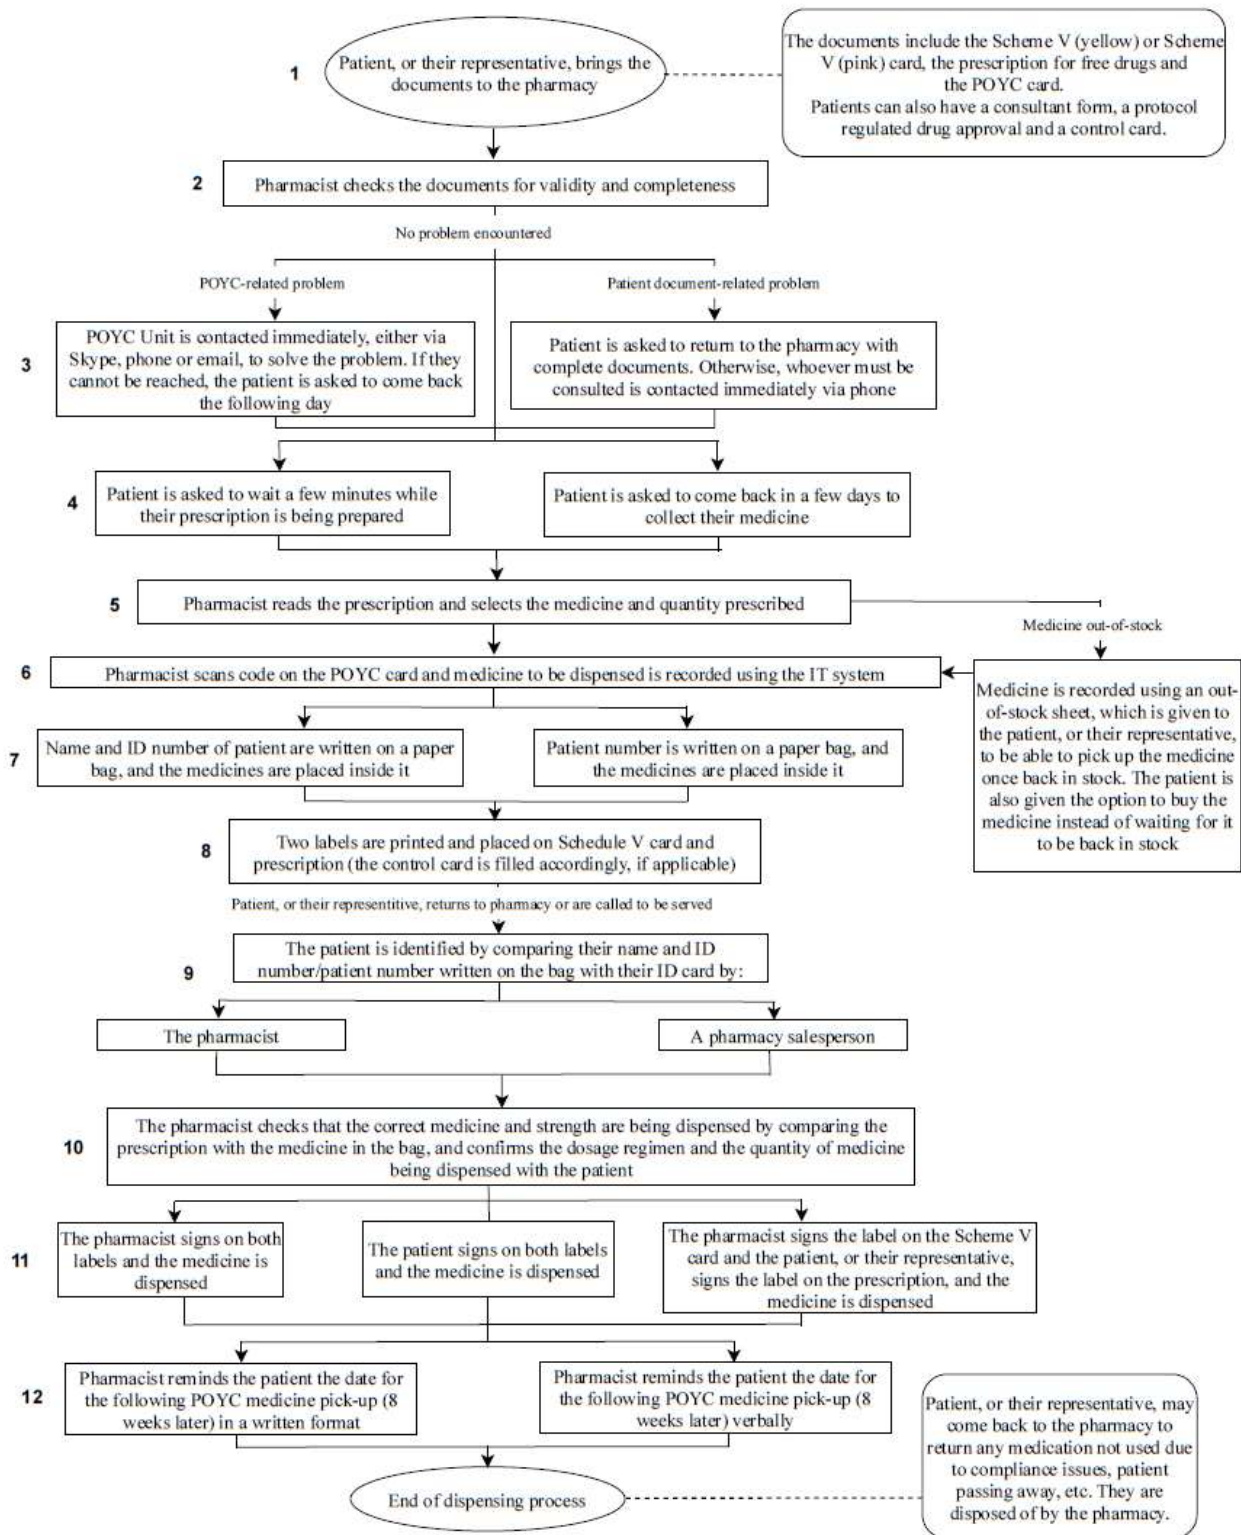 1
Patient, or their representative, brings the
documents to the pharmacy
The documents include the Scheme V (yellow) or Scheme
V (pink) card, the prescription for free drugs and
the POYC card.
Patients can also have a consultant form, a protocol
regulated drug approval and a control card.
2
Pharmacist checks the documents for validity and completeness
No problem encountered
POYC-related problem
Patient document-related problem
3
POYC Unit is contacted immediately, either via
Skype, phone or email, to solve the problem. If they
cannot be reached, the patient is asked to come back
the following day
Patient is asked to return to the pharmacy with
complete documents. Otherwise, whoever must be
consulted is contacted immediately via phone
4
Patient is asked to wait a few minutes while
their prescription is being prepared
Patient is asked to come back in a few days to
collect their medicine
5
Pharmacist reads the prescription and selects the medicine and quantity prescribed
Medicine out-of-stock
6
Pharmacist scans code on the POYC card and medicine to be dispensed is recorded using the IT system
Medicine is recorded using an out-
of-stock sheet, which is given to
the patient, or their representative,
to be able to pick up the medicine
once back in stock. The patient is
also given the option to buy the
medicine instead of waiting for it
to be back in stock
7
Name and ID number of patient are written on a paper
bag, and the medicines are placed inside it
Patient number is written on a paper bag, and
the medicines are placed inside it
8
Two labels are printed and placed on Schedule V card and
prescription (the control card is filled accordingly, if applicable)
Patient, or their representitive, returns to pharmacy or are called to be served
9
The patient is identified by comparing their name and ID
number/patient number written on the bag with their ID card by:
The pharmacist
A pharmacy salesperson
10
The pharmacist checks that the correct medicine and strength are being dispensed by comparing the
prescription with the medicine in the bag, and confirms the dosage regimen and the quantity of medicine
being dispensed with the patient
11
The pharmacist signs on both
labels and the medicine is
dispensed
The patient signs on both labels
and the medicine is dispensed
The pharmacist signs the label on the Scheme V
card and the patient, or their representative,
signs the label on the prescription, and the
medicine is dispensed
12
Pharmacist reminds the patient the date for
the following POYC medicine pick-up (8
weeks later) in a written format
Pharmacist reminds the patient the date for
the following POYC medicine pick-up (8
weeks later) verbally
End of dispensing process
Patient, or their representative, may
come back to the pharmacy to
return any medication not used due
to compliance issues, patient
passing away, etc. They are
disposed of by the pharmacy.